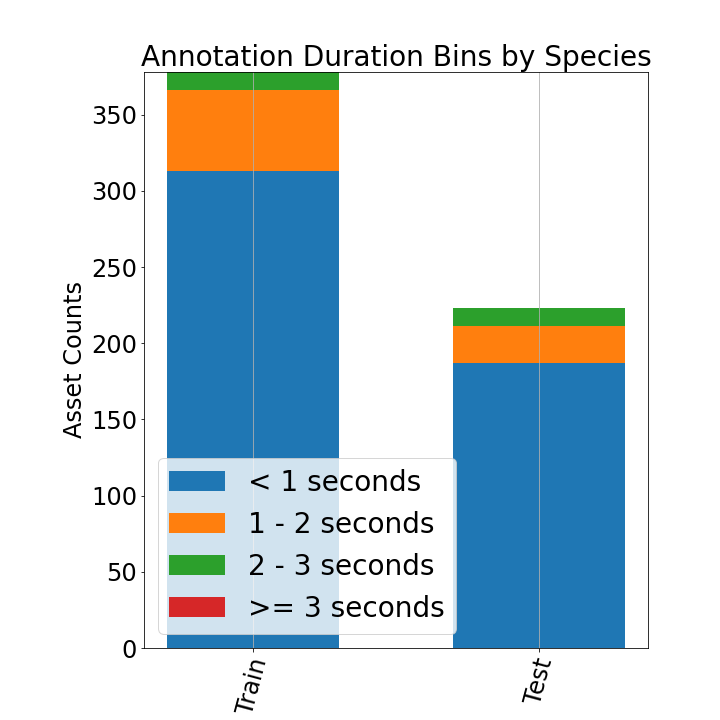 Annotation Duration Bins by Species
350
300
250
200
150
100
50
0
Asset Counts
< 1 seconds
1 - 2 seconds
2 - 3 seconds
>= 3 seconds
Train
Test